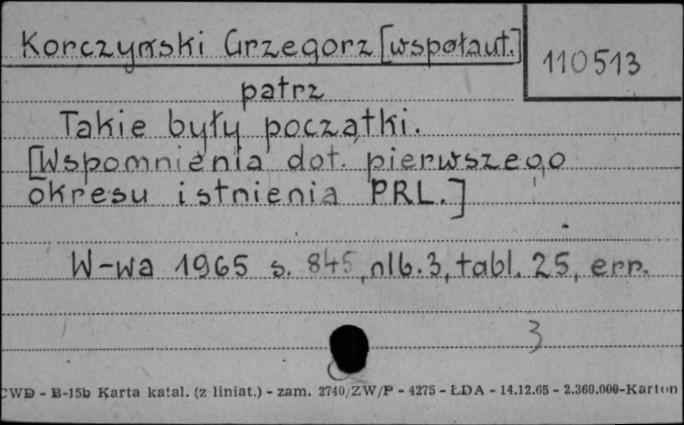 Korczyński Grzegorz [wspołaut.]
110513
patrz
Takie były początki.
[Wspomnienia dot. pierwszego
okresu istnienia PRL.]
W-wa 1965 s. 845, nlb. 3, tabl. 25, err.
3
CWD - B-15b Karta katal. (z liniat.) - zam. 2740/ZW/P - 4275 - ŁDA - 14.12.65 - 2.360.000-Karton